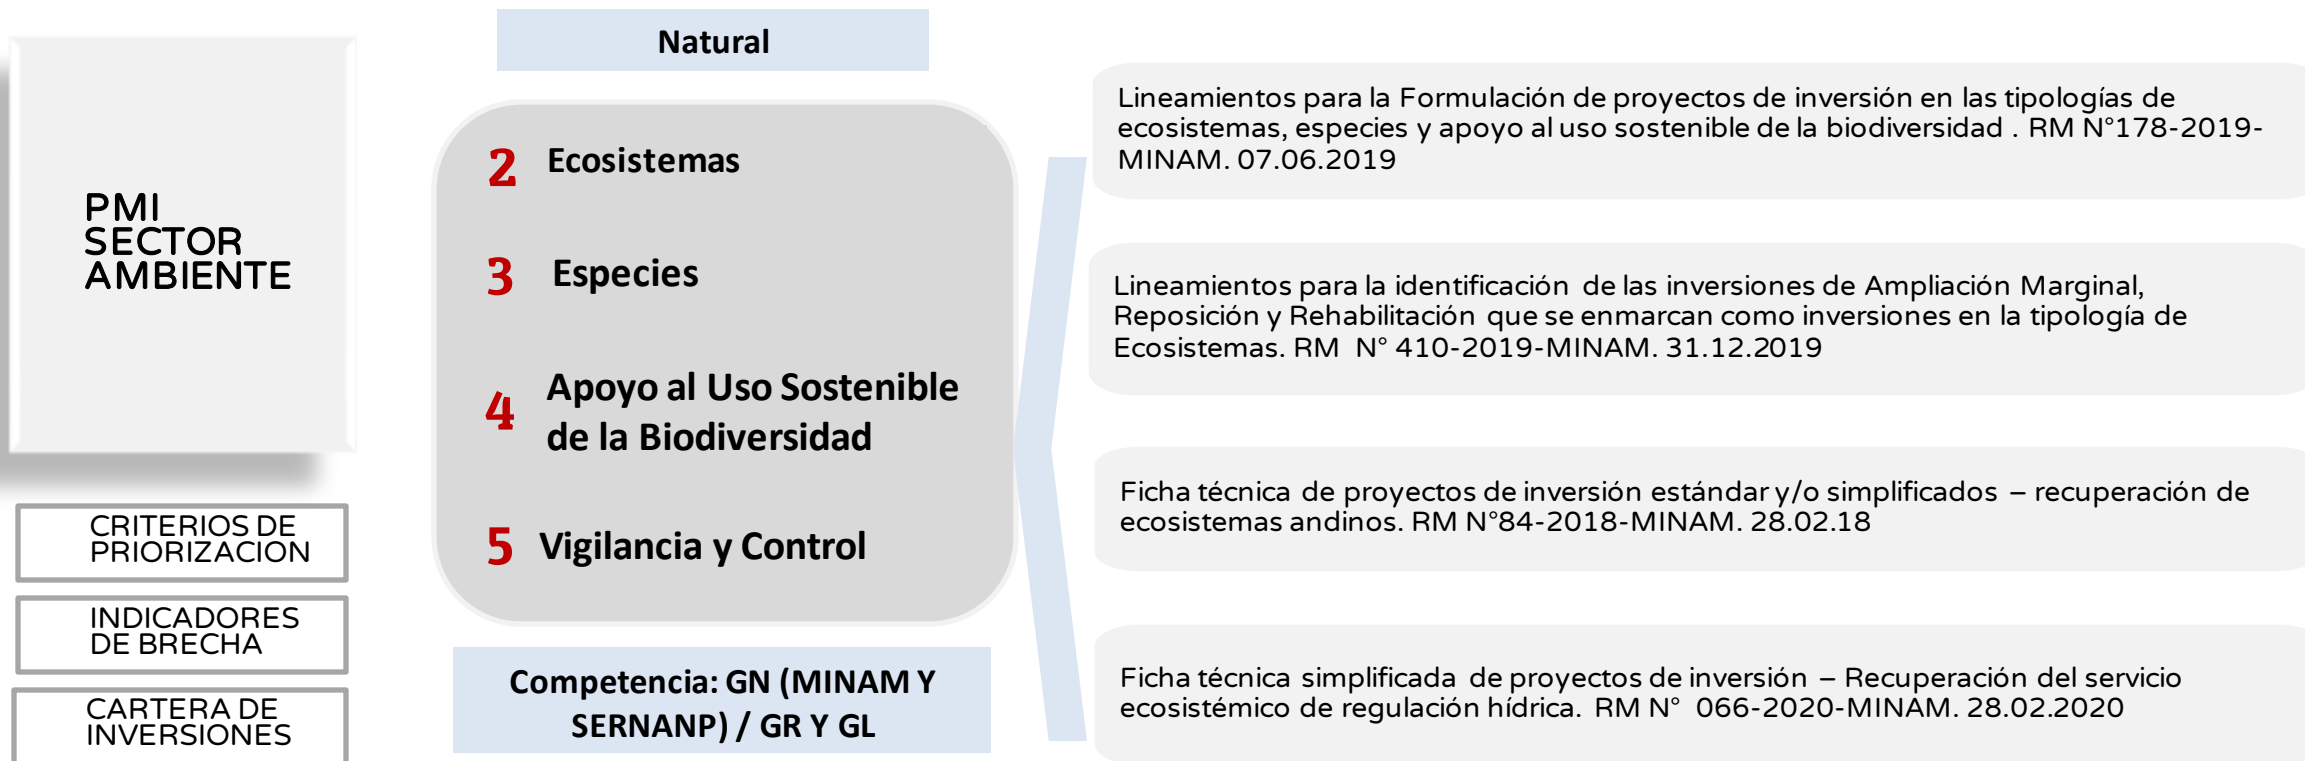 PMI
SECTOR
AMBIENTE
CRITERIOS DE
PRIORIZACION
INDICADORES
DE BRECHA
CARTERA DE
INVERSIONES
Natural
2 Ecosistemas
3 Especies
4 Apoyo al Uso Sostenible
de la Biodiversidad
5 Vigilancia y Control
Competencia: GN (MINAM Y
SERNANP) / GR Y GL
Lineamientos para la Formulación de proyectos de inversión en las tipologías de
ecosistemas, especies y apoyo al uso sostenible de la biodiversidad . RM N°178-2019-
MINAM. 07.06.2019
Lineamientos para la identificación de las inversiones de Ampliación Marginal,
Reposición y Rehabilitación que se enmarcan como inversiones en la tipología de
Ecosistemas. RM N° 410-2019-MINAM. 31.12.2019
Ficha técnica de proyectos de inversión estándar y/o simplificados – recuperación de
ecosistemas andinos. RM N°84-2018-MINAM. 28.02.18
Ficha técnica simplificada de proyectos de inversión – Recuperación del servicio
ecosistémico de regulación hídrica. RM N° 066-2020-MINAM. 28.02.2020